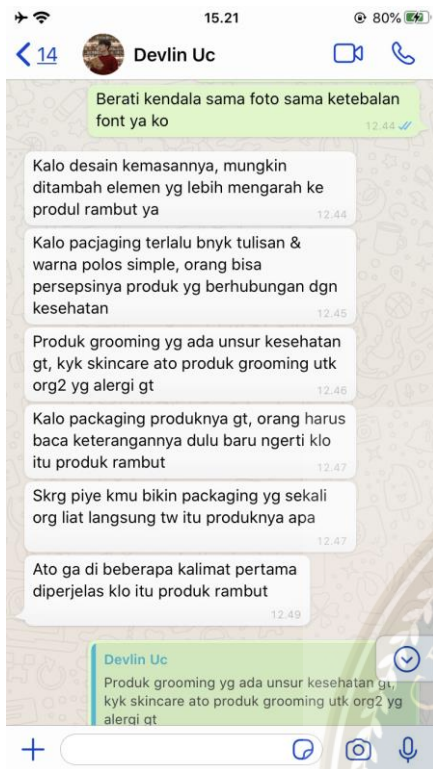 15.21
80%
14
Devlin Uc
Berati kendala sama foto sama ketebalan
font ya ko
12.44
Kalo desain kemasannya, mungkin
ditambah elemen yg lebih mengarah ke
produl rambut ya
12.44
Kalo pacjaging terlalu bnyk tulisan &
warna polos simple, orang bisa
persepsinya produk yg berhubungan dgn
kesehatan
12.45
Produk grooming yg ada unsur kesehatan
gt, kyk skincare ato produk grooming utk
org2 yg alergi gt
12.46
Kalo packaging produknya gt, orang harus
baca keterangannya dulu baru ngerti klo
itu produk rambut
12.47
Skrg piye kmu bikin packaging yg sekali
org liat langsung tw itu produknya apa
12.47
Ato ga di beberapa kalimat pertama
diperjelas klo itu produk rambut
12.49
Devlin Uc
Produk grooming yg ada unsur kesehatan gt,
kyk skincare ato produk grooming utk org2 yg
alergi gt